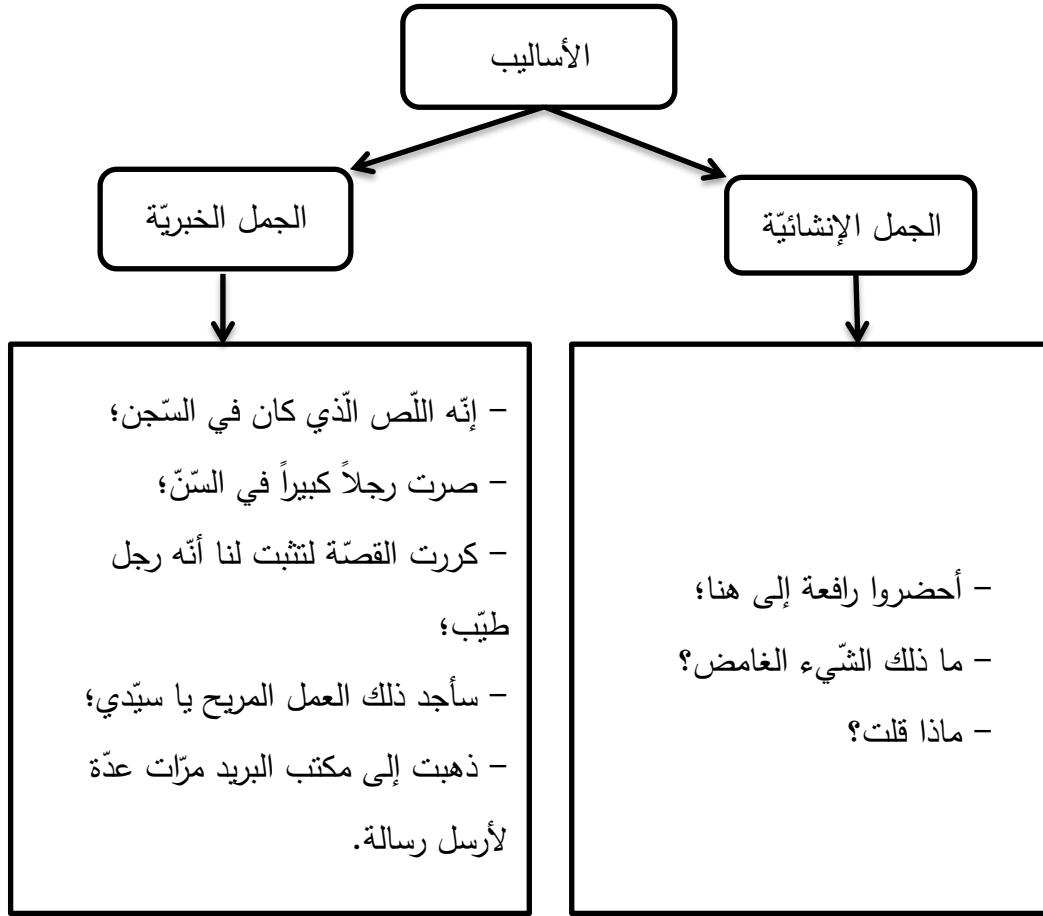 الأساليب
الجمل الإنشائيّة
الجمل الخبريّة
– أحضروا رافعة إلى هنا؛
– ما ذلك الشّيء الغامض؟
– ماذا قلت؟
– إنّه اللّص الّذي كان في السّجن؛
– صرت رجلاً كبيراً في السّنّ؛
– كررت القصّة لتثبت لنا أنّه رجل
طيّب؛
– سأجد ذلك العمل المريح يا سيّدي؛
– ذهبت إلى مكتب البريد مرّات عدّة
لأرسل رسالة.